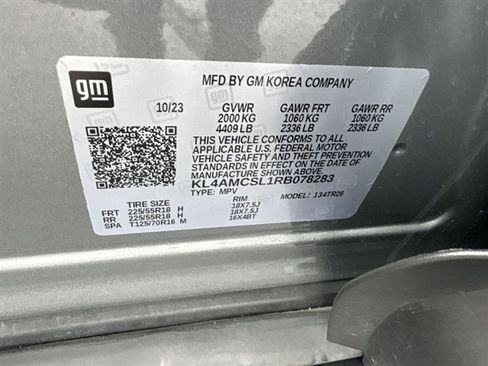 gm
MFD BY GM KOREA COMPANY
10/23 GVWR GAWR FRT GAWR RR
2000 KG 1060 KG 1060 KG
4409 LB 2336 LB 2336 LB
THIS VEHICLE CONFORMS TO ALL
APPLICABLE U.S. FEDERAL MOTOR
VEHICLE SAFETY AND THEFT PREVENTION
STANDARDS IN EFFECT ON THE DATE OF
MANUFACTURE SHOWN ABOVE.
KL4AMCSL1RB078283
TYPE: MPV MODEL: 134TR26
TIRE SIZE RIM
FRT 225/55R18 H 18X7.5J
RR 225/55R18 H 18X7.5J
SPA T125/70R16 M 16X4BT